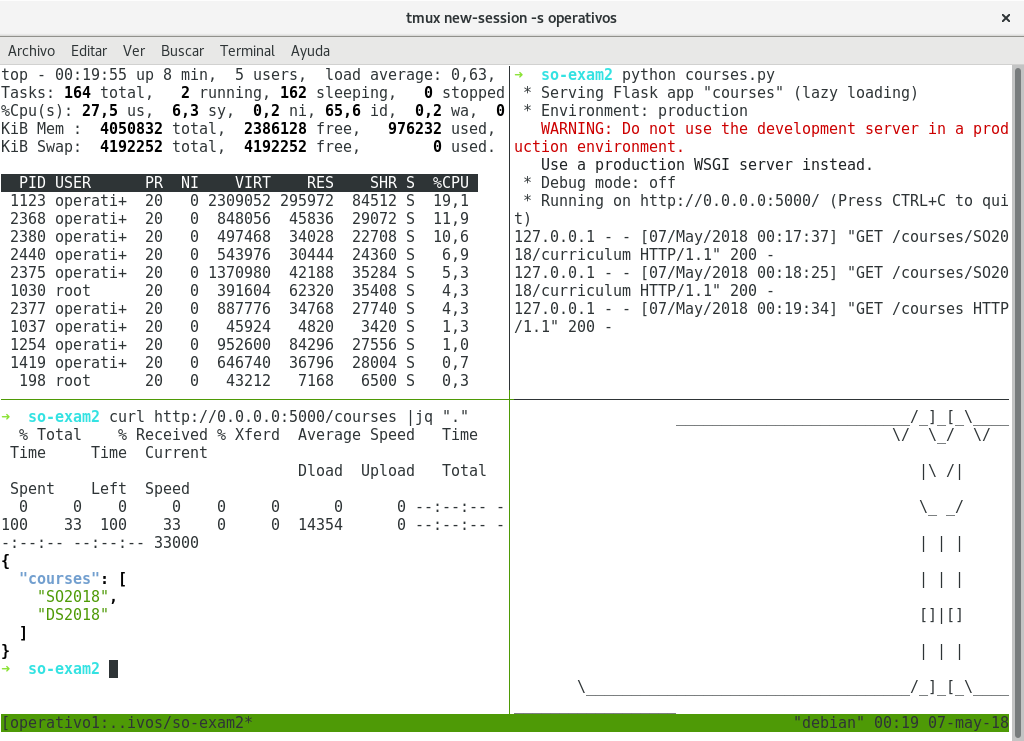 tmux new-session -s operativos
Archivo Editar Ver Buscar Terminal Ayuda
top - 00:19:55 up 8 min,  5 users,  load average: 0,63,
Tasks: 164 total,   2 running, 162 sleeping,   0 stopped
%Cpu(s): 27,5 us,  6,3 sy,  0,2 ni, 65,6 id,  0,2 wa,  0
KiB Mem :  4050832 total,  2386128 free,   976232 used,
KiB Swap:  4192252 total,  4192252 free,        0 used.
  PID USER      PR  NI    VIRT    RES    SHR S  %CPU
 1123 operati+  20   0 2309052 295972  84512 S  19,1
 2368 operati+  20   0  848056  45836  29072 S  11,9
 2380 operati+  20   0  497468  34028  22708 S  10,6
 2440 operati+  20   0  543976  30444  24360 S   6,9
 2375 operati+  20   0 1370980  42188  35284 S   5,3
 1030 root      20   0  391604  62320  35408 S   4,3
 2377 operati+  20   0  887776  34768  27740 S   4,3
 1037 operati+  20   0   45924   4820   3420 S   1,3
 1254 operati+  20   0  952600  84296  27556 S   1,0
 1419 operati+  20   0  646740  36796  28004 S   0,7
  198 root      20   0   43212   7168   6500 S   0,3
➜  so-exam2 python courses.py
 * Serving Flask app "courses" (lazy loading)
 * Environment: production
   WARNING: Do not use the development server in a prod
uction environment.
   Use a production WSGI server instead.
 * Debug mode: off
 * Running on http://0.0.0.0:5000/ (Press CTRL+C to qui
t)
127.0.0.1 - - [07/May/2018 00:17:37] "GET /courses/SO20
18/curriculum HTTP/1.1" 200 -
127.0.0.1 - - [07/May/2018 00:18:25] "GET /courses/SO20
18/curriculum HTTP/1.1" 200 -
127.0.0.1 - - [07/May/2018 00:19:34] "GET /courses HTTP
/1.1" 200 -
➜  so-exam2 curl http://0.0.0.0:5000/courses |jq "."
  % Total    % Received % Xferd  Average Speed   Time
 Time     Time  Current
                                 Dload  Upload   Total
 Spent    Left  Speed
  0     0    0     0    0     0      0      0 --:--:-- -
100    33  100    33    0     0  14354      0 --:--:-- -
-:--:-- --:--:-- 33000
{
  "courses": [
    "SO2018",
    "DS2018"
  ]
}
➜  so-exam2
__________________________/_]_[_\____
\/  \_/  \/
|\ /|
\_ _/
| | |
| | |
[]|[]
| | |
\____________________________________/_]_[_\____
__________________
[operativo1:..ivos/so-exam2*
"debian" 00:19 07-may-18